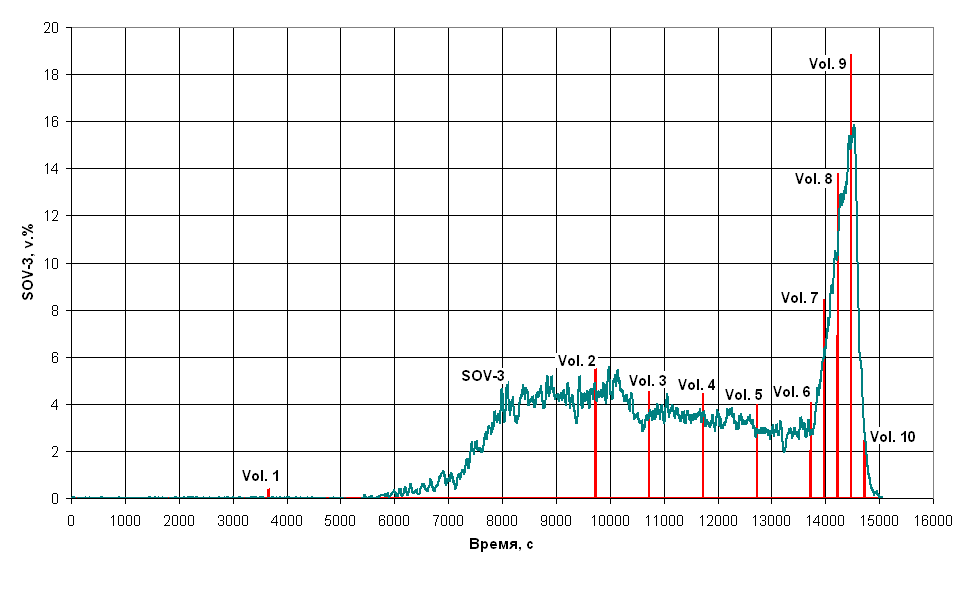 20
18
Vol. 9
16
14
Vol. 8
12
10
SOV-3, v.%
8
Vol. 7
6
Vol. 2
SOV-3
Vol. 3
Vol. 4
Vol. 5
Vol. 6
4
Vol. 10
2
Vol. 1
0
0 1000 2000 3000 4000 5000 6000 7000 8000 9000 10000 11000 12000 13000 14000 15000 16000
Время, с